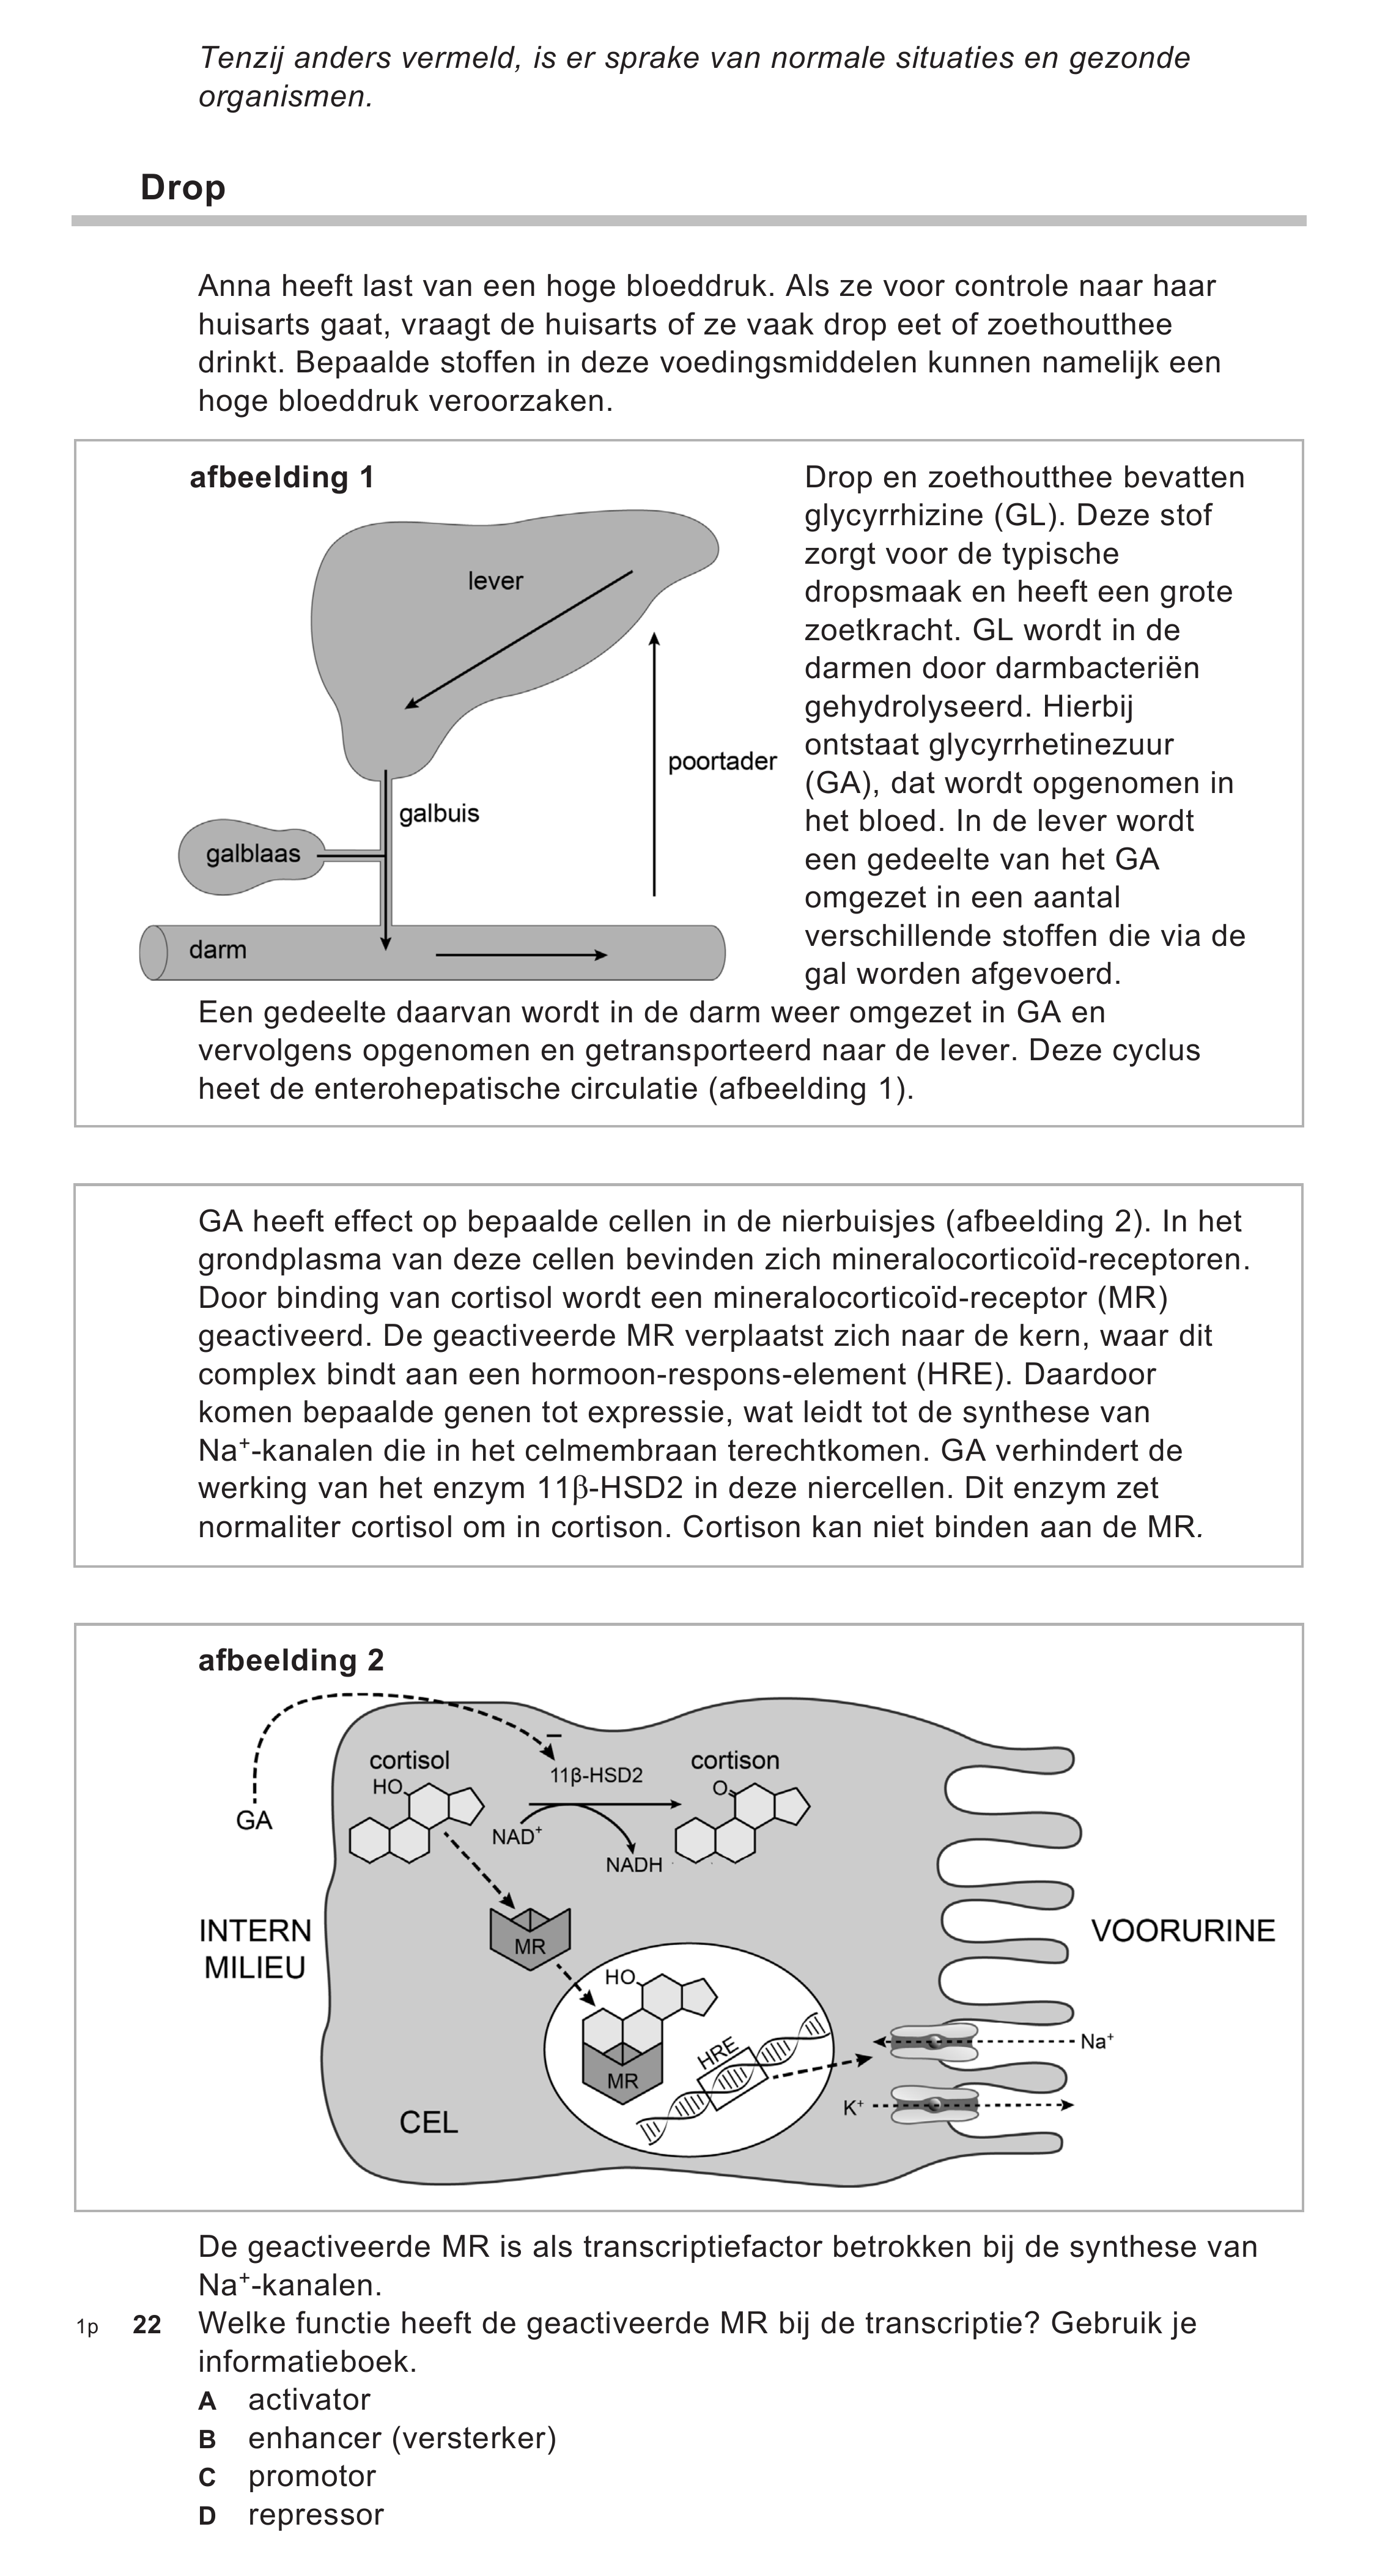 Tenzij anders vermeld, is er sprake van normale situaties en gezonde
organismen.
Drop
Anna heeft last van een hoge bloeddruk. Als ze voor controle naar haar
huisarts gaat, vraagt de huisarts of ze vaak drop eet of zoethoutthee
drinkt. Bepaalde stoffen in deze voedingsmiddelen kunnen namelijk een
hoge bloeddruk veroorzaken.
afbeelding 1
lever
poortader
galbuis
galblaas
darm
Drop en zoethoutthee bevatten
glycyrrhizine (GL). Deze stof
zorgt voor de typische
dropsmaak en heeft een grote
zoetkracht. GL wordt in de
darmen door darmbacteriën
gehydrolyseerd. Hierbij
ontstaat glycyrrhetinezuur
(GA), dat wordt opgenomen in
het bloed. In de lever wordt
een gedeelte van het GA
omgezet in een aantal
verschillende stoffen die via de
gal worden afgevoerd.
Een gedeelte daarvan wordt in de darm weer omgezet in GA en
vervolgens opgenomen en getransporteerd naar de lever. Deze cyclus
heet de enterohepatische circulatie (afbeelding 1).
GA heeft effect op bepaalde cellen in de nierbuisjes (afbeelding 2). In het
grondplasma van deze cellen bevinden zich mineralocorticoïd-receptoren.
Door binding van cortisol wordt een mineralocorticoïd-receptor (MR)
geactiveerd. De geactiveerde MR verplaatst zich naar de kern, waar dit
complex bindt aan een hormoon-respons-element (HRE). Daardoor
komen bepaalde genen tot expressie, wat leidt tot de synthese van
Na⁺-kanalen die in het celmembraan terechtkomen. GA verhindert de
werking van het enzym 11β-HSD2 in deze niercellen. Dit enzym zet
normaliter cortisol om in cortison. Cortison kan niet binden aan de MR.
afbeelding 2
–
cortisol
11β-HSD2
cortison
HO
O
GA
NAD⁺
NADH
INTERN
MILIEU
VOORURINE
MR
HO
HRE
MR
Na⁺
K⁺
CEL
De geactiveerde MR is als transcriptiefactor betrokken bij de synthese van
Na⁺-kanalen.
1p 22 Welke functie heeft de geactiveerde MR bij de transcriptie? Gebruik je
informatieboek.
A activator
B enhancer (versterker)
C promotor
D repressor